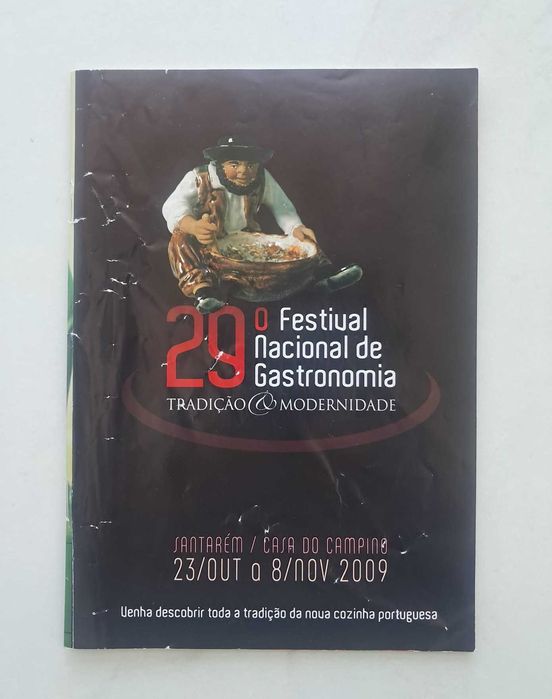 29º Festival
Nacional de
Gastronomia
TRADIÇÃO & MODERNIDADE
SANTARÉM / CASA DO CAMPINO
23/OUT a 8/NOV 2009
Venha descobrir toda a tradição da nova cozinha portuguesa